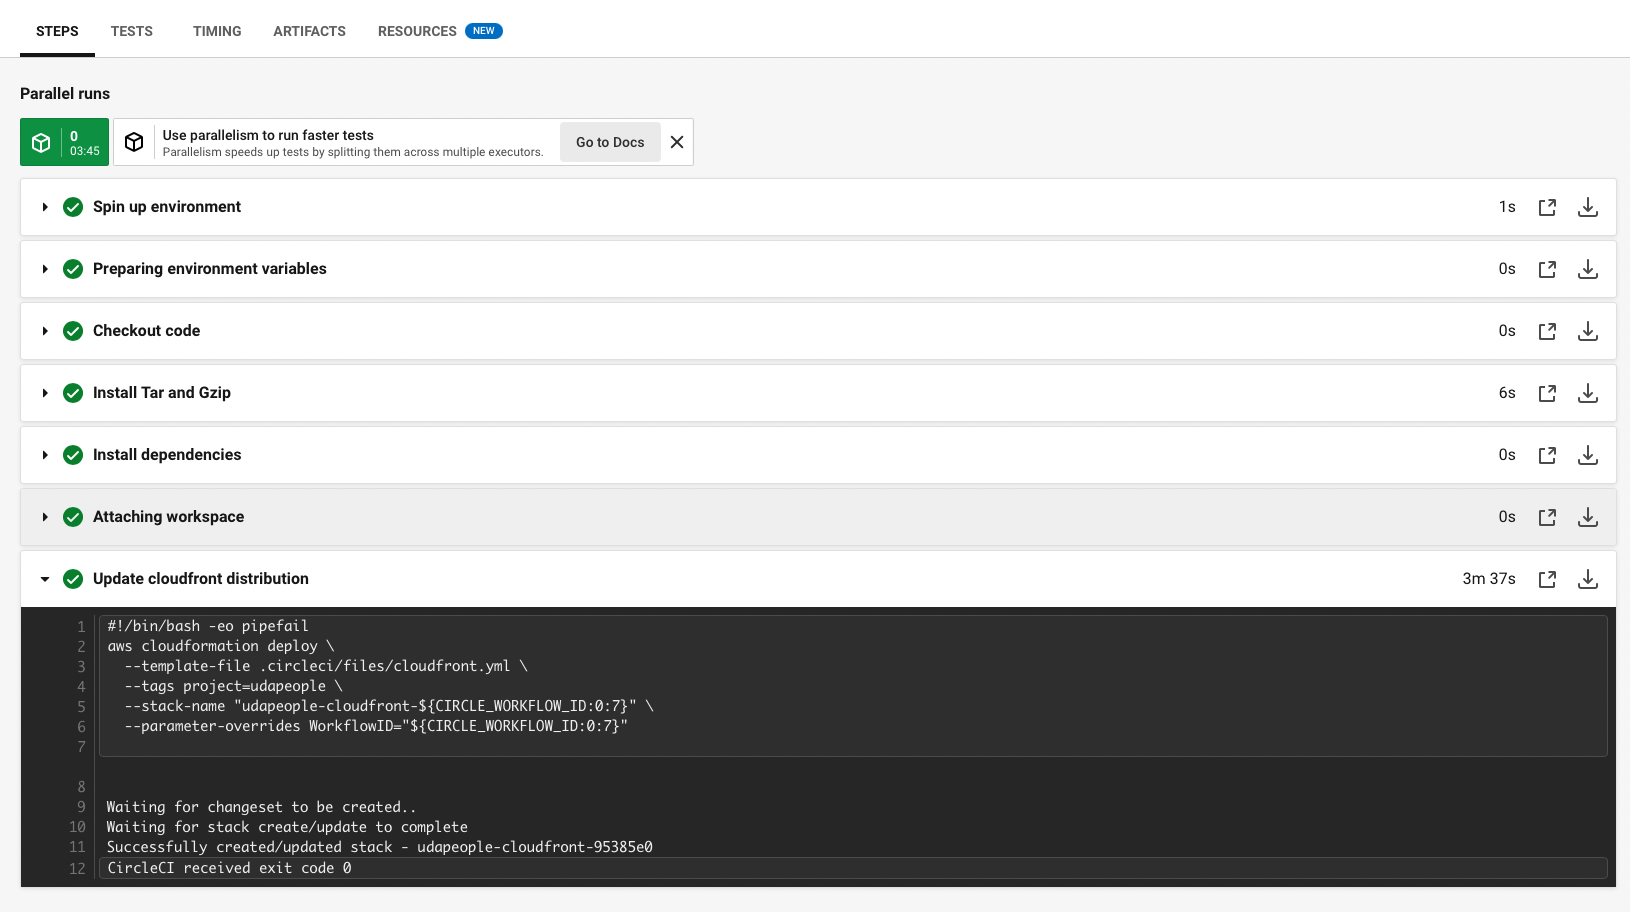 STEPS TESTS TIMING ARTIFACTS RESOURCES NEW
Parallel runs
0
03:45
Use parallelism to run faster tests
Parallelism speeds up tests by splitting them across multiple executors.
Go to Docs
Spin up environment 1s
Preparing environment variables 0s
Checkout code 0s
Install Tar and Gzip 6s
Install dependencies 0s
Attaching workspace 0s
Update cloudfront distribution 3m 37s
1 #!/bin/bash -eo pipefail
2 aws cloudformation deploy \
3   --template-file .circleci/files/cloudfront.yml \
4   --tags project=udapeople \
5   --stack-name "udapeople-cloudfront-${CIRCLE_WORKFLOW_ID:0:7}" \
6   --parameter-overrides WorkflowID="${CIRCLE_WORKFLOW_ID:0:7}"
7
8
9 Waiting for changeset to be created..
10 Waiting for stack create/update to complete
11 Successfully created/updated stack - udapeople-cloudfront-95385e0
12 CircleCI received exit code 0